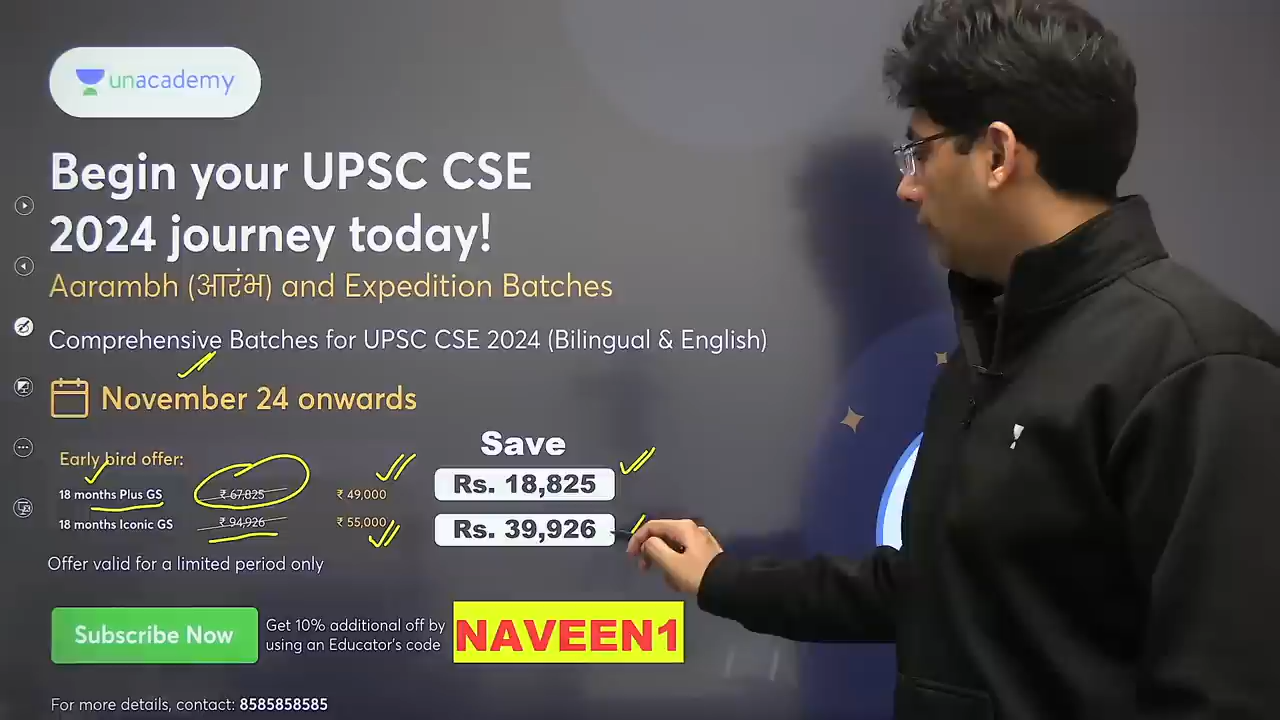 unacademy
Begin your UPSC CSE
2024 journey today!
Aarambh (आरंभ) and Expedition Batches
Comprehensive Batches for UPSC CSE 2024 (Bilingual & English)
November 24 onwards
Save
Early bird offer:
18 months Plus GS ₹ 67,825 ₹ 49,000 Rs. 18,825
18 months Iconic GS ₹ 94,926 ₹ 55,000 Rs. 39,926
Offer valid for a limited period only
Subscribe Now
Get 10% additional off by
using an Educator's code
NAVEEN1
For more details, contact: 8585858585